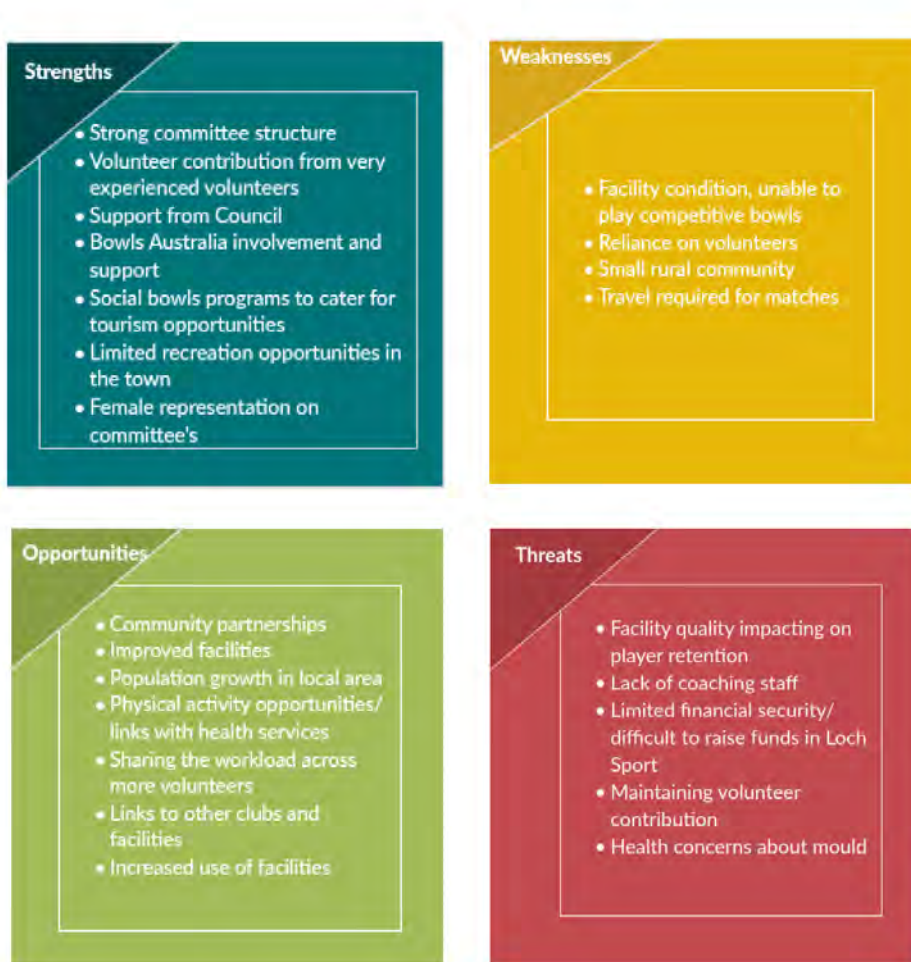 Strengths
• Strong committee structure
• Volunteer contribution from very
experienced volunteers
• Support from Council
• Bowls Australia involvement and
support
• Social bowls programs to cater for
tourism opportunities
• Limited recreation opportunities in
the town
• Female representation on
committee's
Weaknesses
• Facility condition, unable to
play competitive bowls
• Reliance on volunteers
• Small rural community
• Travel required for matches
Opportunities
• Community partnerships
• Improved facilities
• Population growth in local area
• Physical activity opportunities/
links with health services
• Sharing the workload across
more volunteers
• Links to other clubs and
facilities
• Increased use of facilities
Threats
• Facility quality impacting on
player retention
• Lack of coaching staff
• Limited financial security/
difficult to raise funds in Loch
Sport
• Maintaining volunteer
contribution
• Health concerns about mould